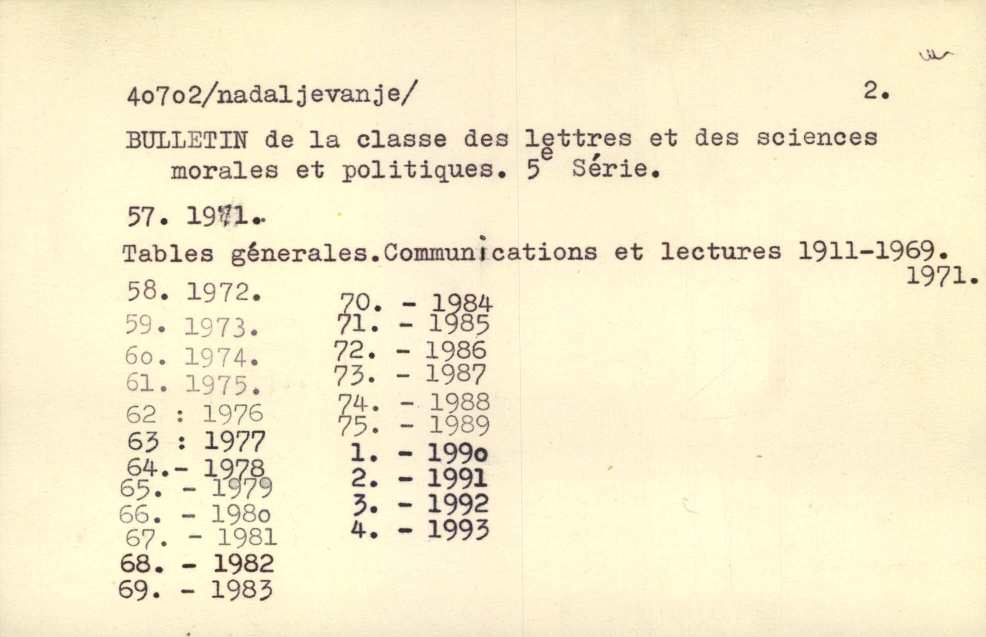 4o7o2/nadaljevanje/ 2.
BULLETIN de la classe des lettres et des sciences
morales et politiques. 5e Série.
57. 1971.
Tables génerales.Communications et lectures 1911-1969.
1971.
58. 1972.
59. 1973.
6o. 1974.
61. 1975.
62 : 1976
63 : 1977
64.- 1978
65. - 1979
66. - 198o
67. - 1981
68. - 1982
69. - 1983
70. - 1984
71. - 1985
72. - 1986
73. - 1987
74. - 1988
75. - 1989
1. - 199o
2. - 1991
3. - 1992
4. - 1993